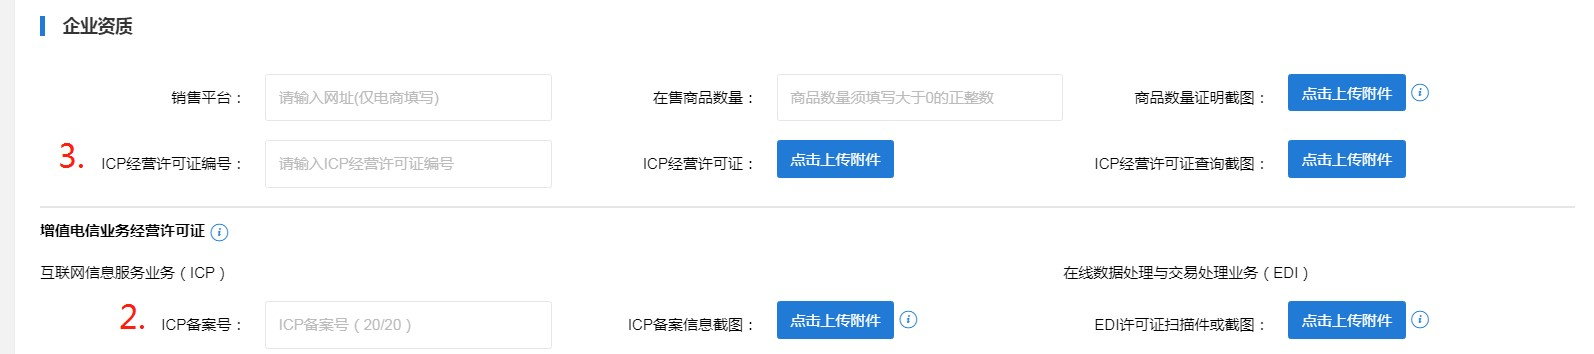 企业资质
销售平台： 请输入网址(仅电商填写) 在售商品数量： 商品数量须填写大于0的正整数 商品数量证明截图： 点击上传附件
3. ICP经营许可证编号： 请输入ICP经营许可证编号 ICP经营许可证： 点击上传附件 ICP经营许可证查询截图： 点击上传附件
增值电信业务经营许可证
互联网信息服务业务（ICP） 在线数据处理与交易处理业务（EDI）
2. ICP备案号： ICP备案号（20/20） ICP备案信息截图： 点击上传附件 EDI许可证扫描件或截图： 点击上传附件